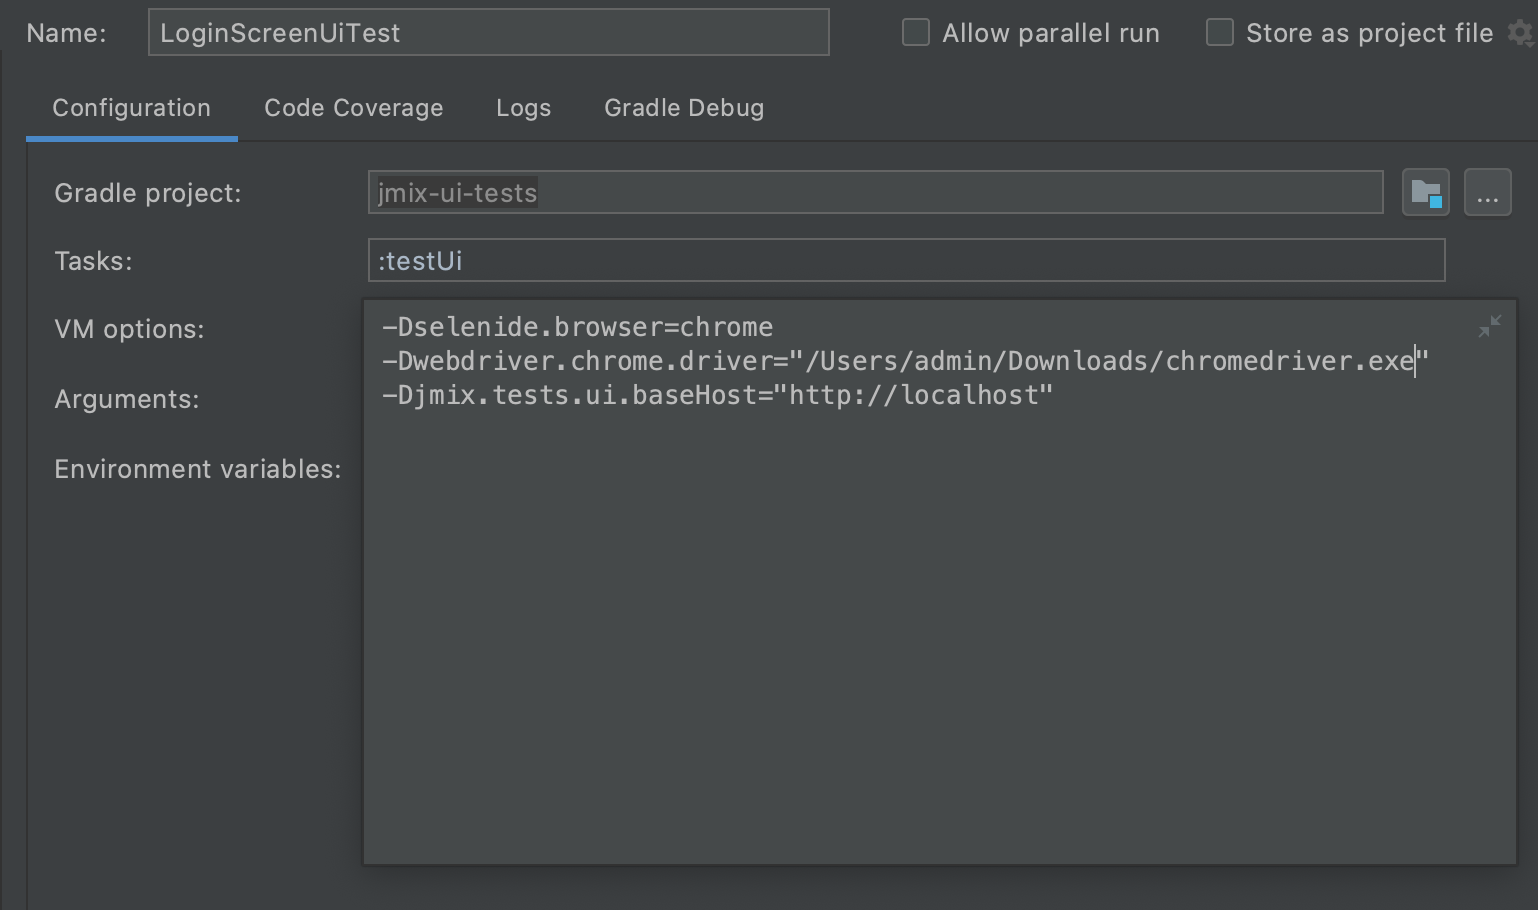 Name: LoginScreenUiTest Allow parallel run Store as project file
Configuration Code Coverage Logs Gradle Debug
Gradle project: jmix-ui-tests ...
Tasks: :testUi
VM options: -Dselenide.browser=chrome
-Dwebdriver.chrome.driver="/Users/admin/Downloads/chromedriver.exe"
Arguments: -Djmix.tests.ui.baseHost="http://localhost"
Environment variables: